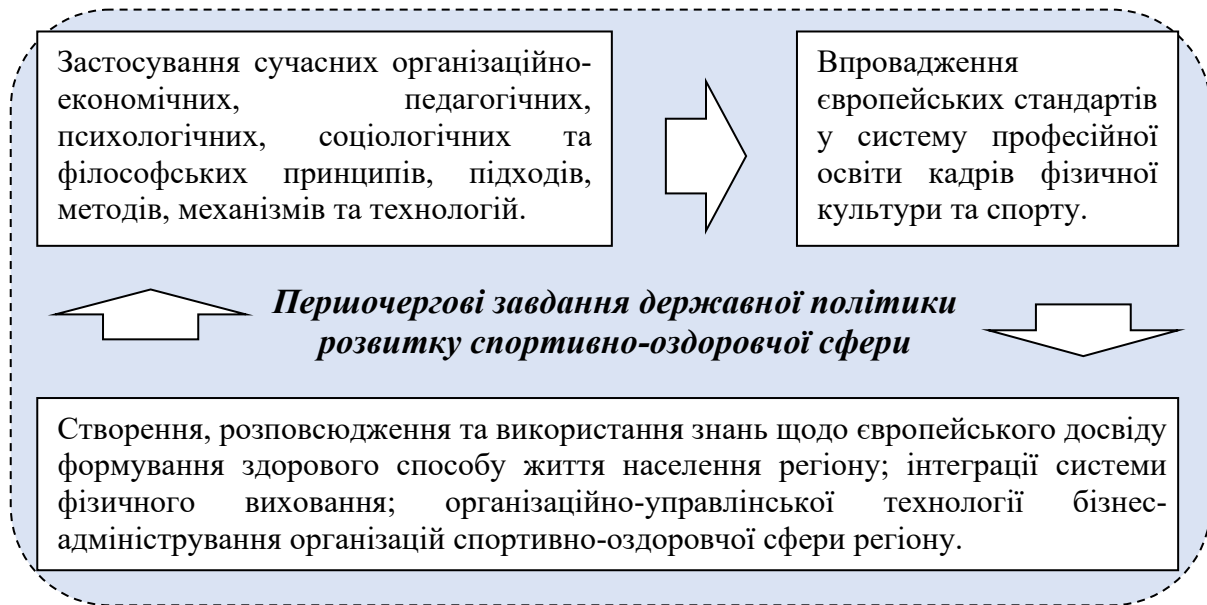 Застосування сучасних організаційно-
економічних, педагогічних,
психологічних, соціологічних та
філософських принципів, підходів,
методів, механізмів та технологій.
Впровадження
європейських стандартів
у систему професійної
освіти кадрів фізичної
культури та спорту.
Першочергові завдання державної політики
розвитку спортивно-оздоровчої сфери
Створення, розповсюдження та використання знань щодо європейського досвіду
формування здорового способу життя населення регіону; інтеграції системи
фізичного виховання; організаційно-управлінської технології бізнес-
адміністрування організацій спортивно-оздоровчої сфери регіону.